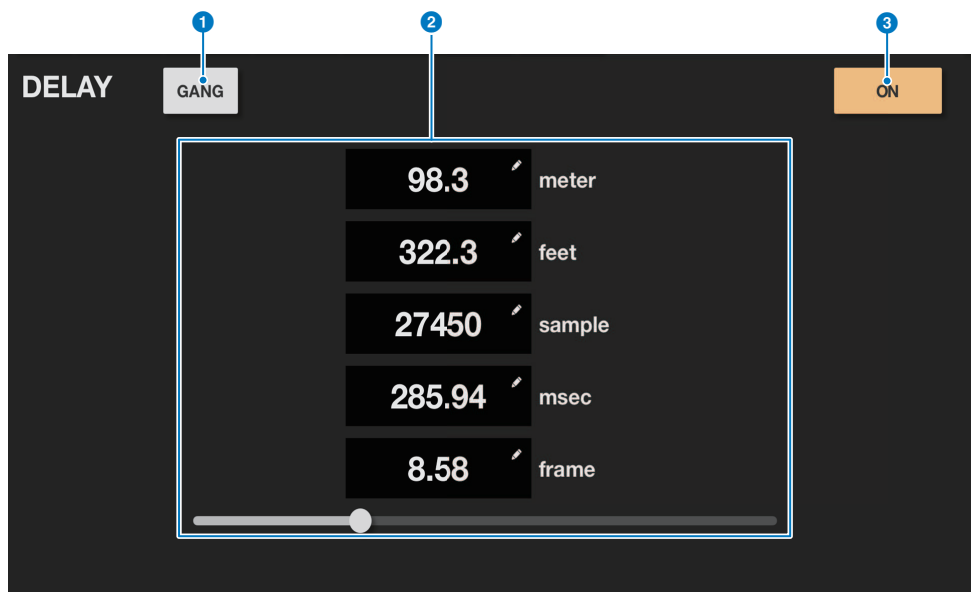 1 2 3
DELAY GANG ON
98.3 meter
322.3 feet
27450 sample
285.94 msec
8.58 frame